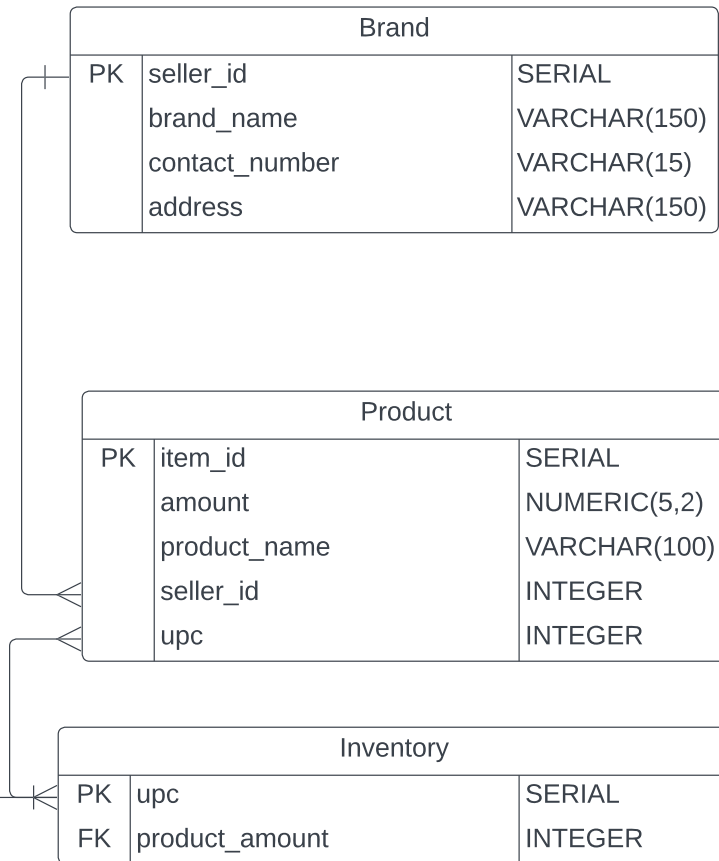 Brand
PK seller_id SERIAL
brand_name VARCHAR(150)
contact_number VARCHAR(15)
address VARCHAR(150)
Product
PK item_id SERIAL
amount NUMERIC(5,2)
product_name VARCHAR(100)
seller_id INTEGER
upc INTEGER
Inventory
PK upc SERIAL
FK product_amount INTEGER